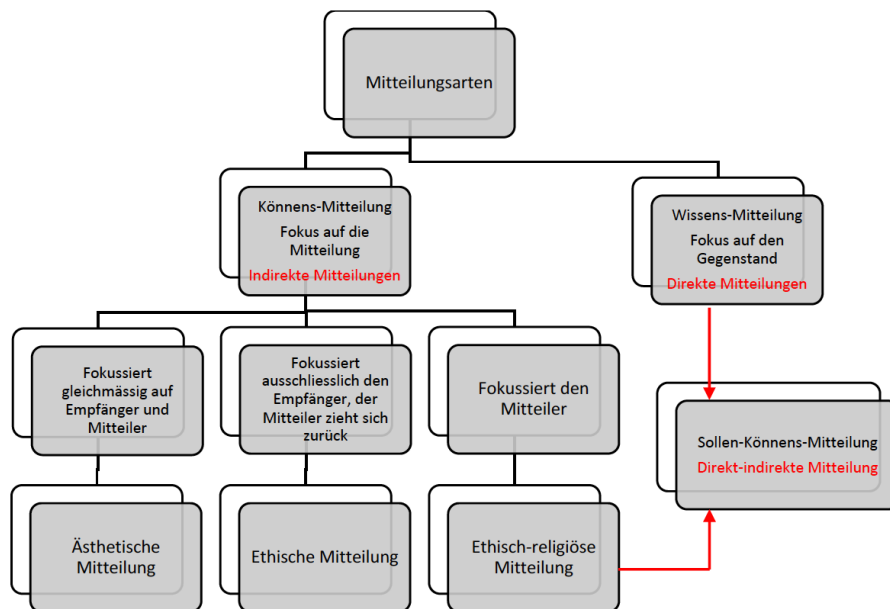 Mitteilungsarten
Könnens-Mitteilung
Fokus auf die
Mitteilung
Indirekte Mitteilungen
Wissens-Mitteilung
Fokus auf den
Gegenstand
Direkte Mitteilungen
Fokussiert
gleichmässig auf
Empfänger und
Mitteiler
Fokussiert
ausschliesslich den
Empfänger, der
Mitteiler zieht sich
zurück
Fokussiert den
Mitteiler
Sollen-Könnens-Mitteilung
Direkt-indirekte Mitteilung
Ästhetische
Mitteilung
Ethische Mitteilung
Ethisch-religiöse
Mitteilung